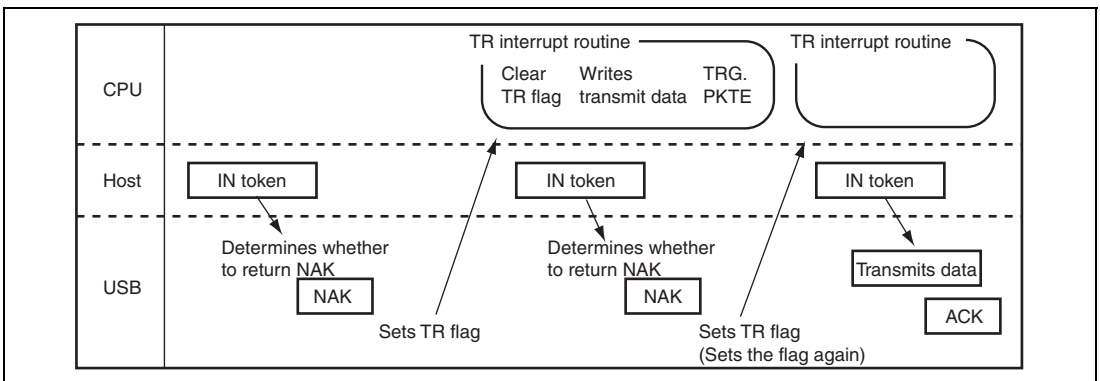 TR interrupt routine
TR interrupt routine
CPU
Clear Writes TRG.
TR flag transmit data PKTE
Host
IN token
IN token
IN token
USB
Determines whether
to return NAK
NAK
Sets TR flag
Determines whether
to return NAK
NAK
Sets TR flag
(Sets the flag again)
Transmits data
ACK